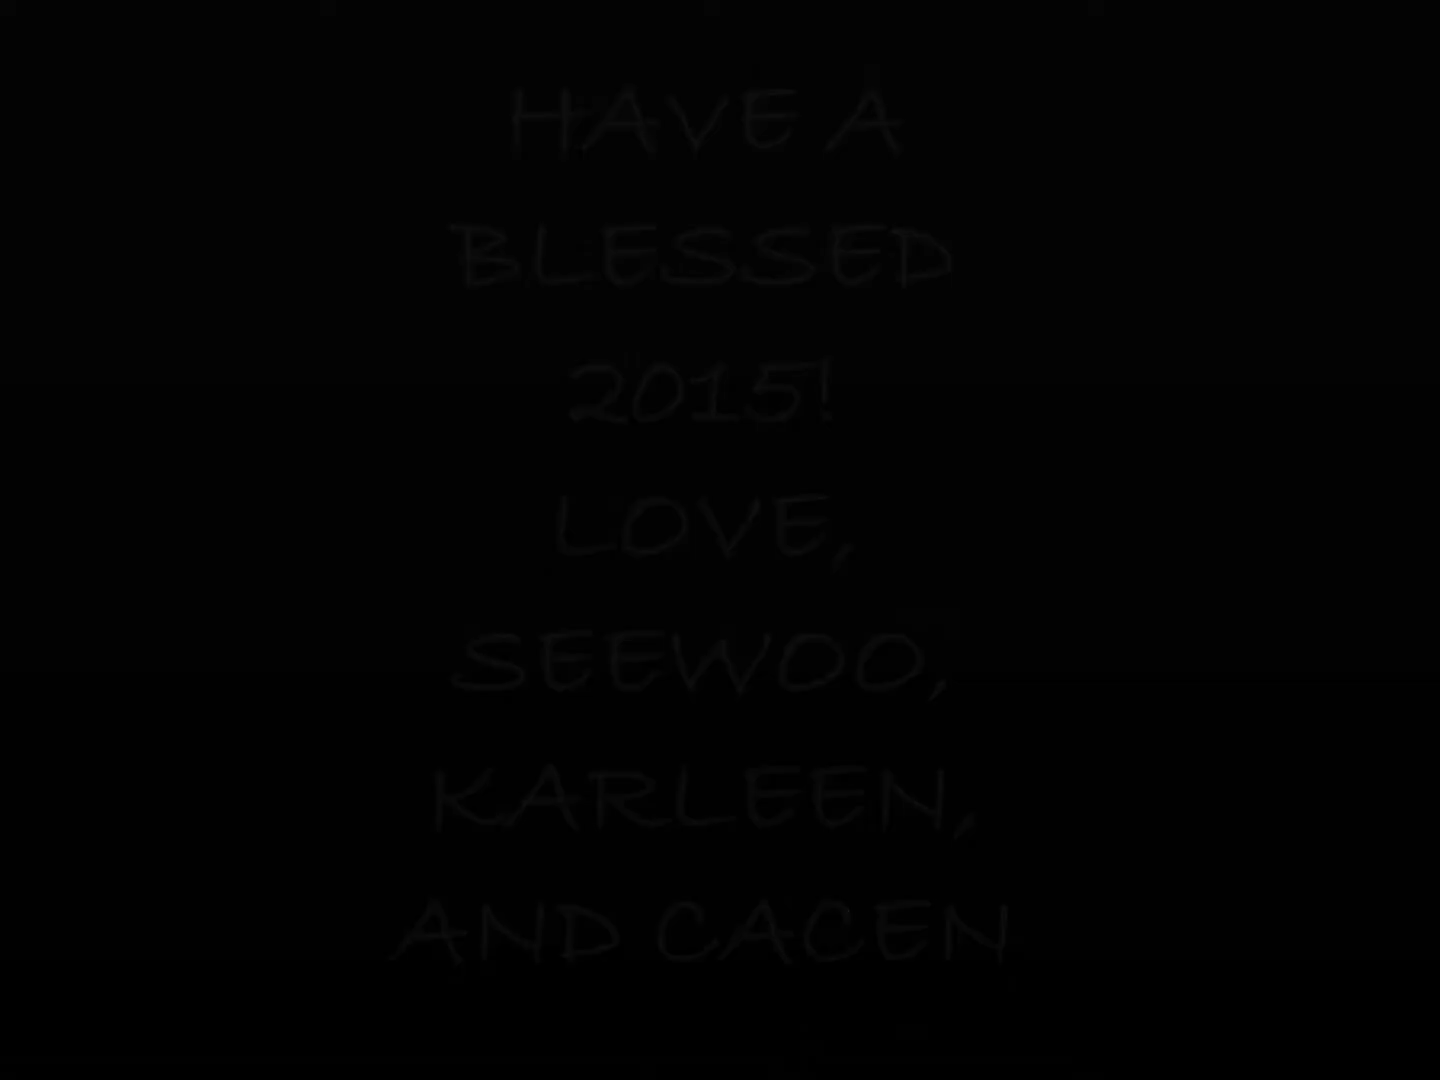 HAVE A
BLESSED
2015!
LOVE,
SEEWOO,
KARLEEN,
AND CACEN